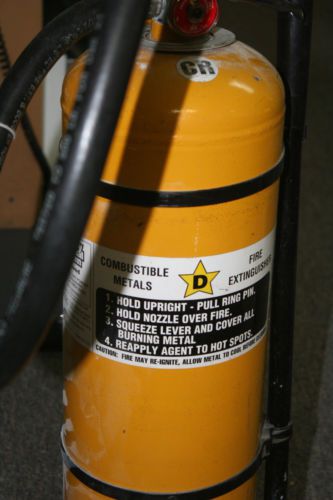 CR
COMBUSTIBLE METALS D FIRE EXTINGUISHER
1. HOLD UPRIGHT - PULL RING PIN.
2. HOLD NOZZLE OVER FIRE.
3. SQUEEZE LEVER AND COVER ALL
BURNING METAL
4. REAPPLY AGENT TO HOT SPOTS.
CAUTION: FIRE MAY RE-IGNITE, ALLOW METAL TO COOL BEFORE